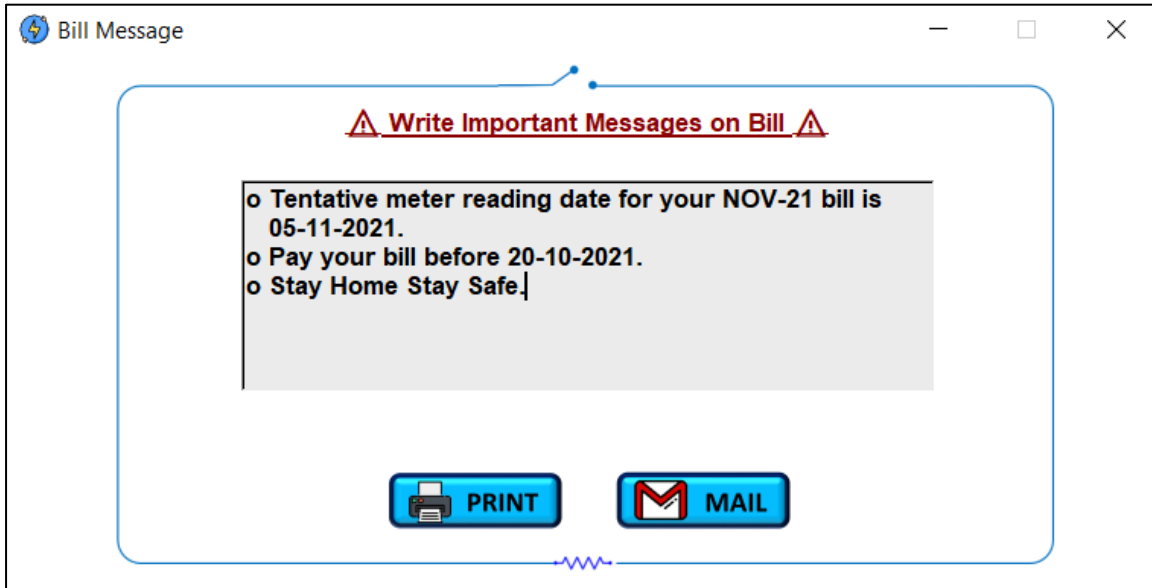 Bill Message
⚠ Write Important Messages on Bill ⚠
o Tentative meter reading date for your NOV-21 bill is
05-11-2021.
o Pay your bill before 20-10-2021.
o Stay Home Stay Safe.
PRINT
MAIL